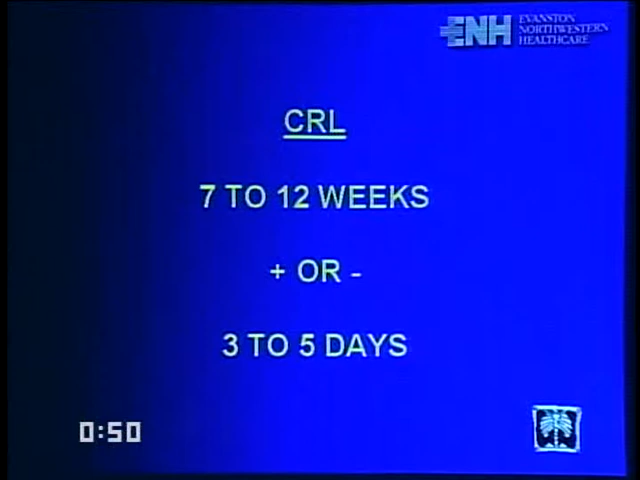 ENH EVANSTON
NORTHWESTERN
HEALTHCARE
CRL
7 TO 12 WEEKS
+ OR -
3 TO 5 DAYS
0:50